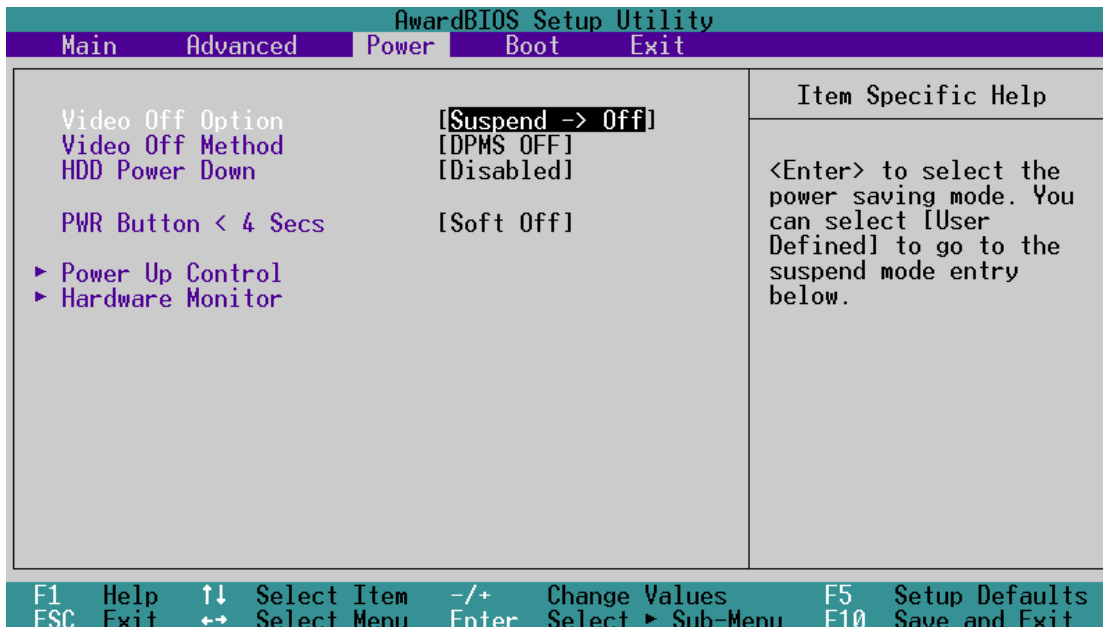 AwardBIOS Setup Utility
Main Advanced Power Boot Exit
Item Specific Help
Video Off Option [Suspend -> Off]
Video Off Method [DPMS OFF]
HDD Power Down [Disabled]
PWR Button < 4 Secs [Soft Off]
▸ Power Up Control
▸ Hardware Monitor
<Enter> to select the
power saving mode. You
can select [User
Defined] to go to the
suspend mode entry
below.
F1 Help ↑↓ Select Item -/+ Change Values F5 Setup Defaults
ESC Exit ←→ Select Menu Enter Select ▸ Sub-Menu F10 Save and Exit